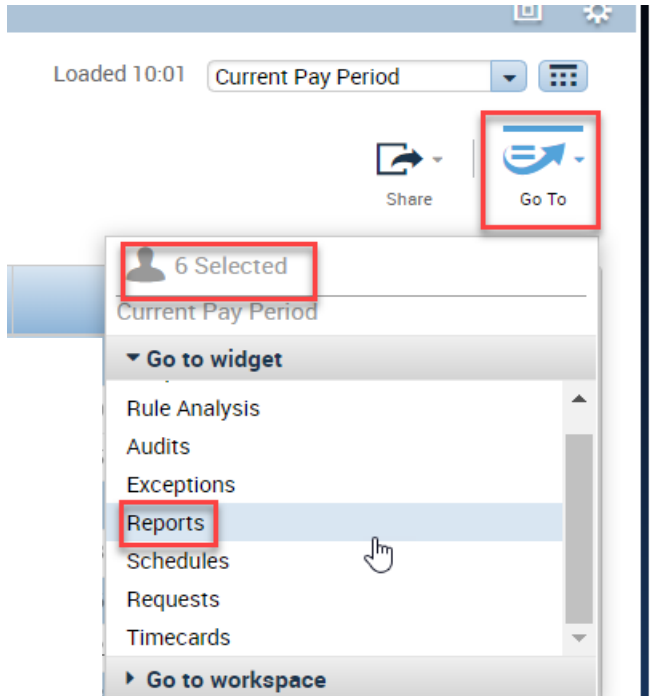 Loaded 10:01 Current Pay Period
Share Go To
6 Selected
Current Pay Period
Go to widget
Rule Analysis
Audits
Exceptions
Reports
Schedules
Requests
Timecards
Go to workspace